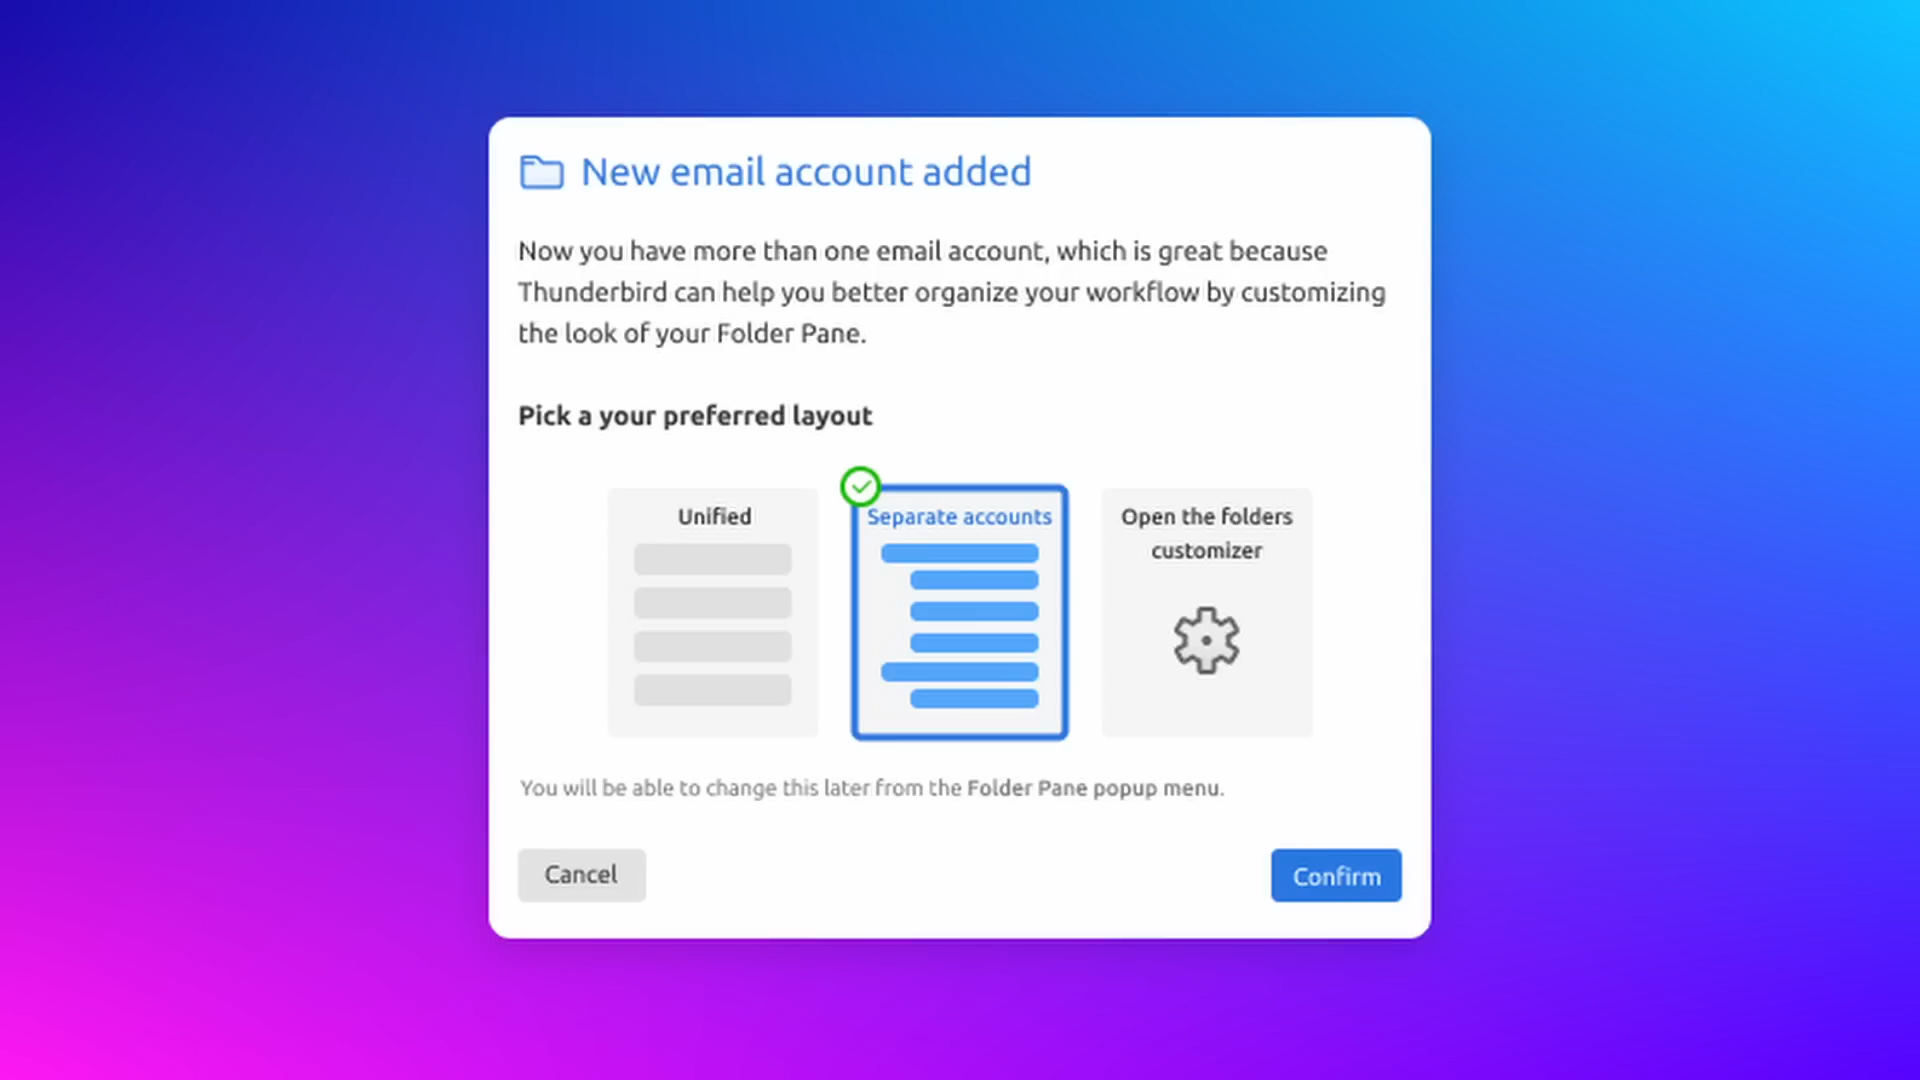 New email account added
Now you have more than one email account, which is great because
Thunderbird can help you better organize your workflow by customizing
the look of your Folder Pane.
Pick a your preferred layout
Unified
Separate accounts
Open the folders
customizer
You will be able to change this later from the Folder Pane popup menu.
Cancel
Confirm